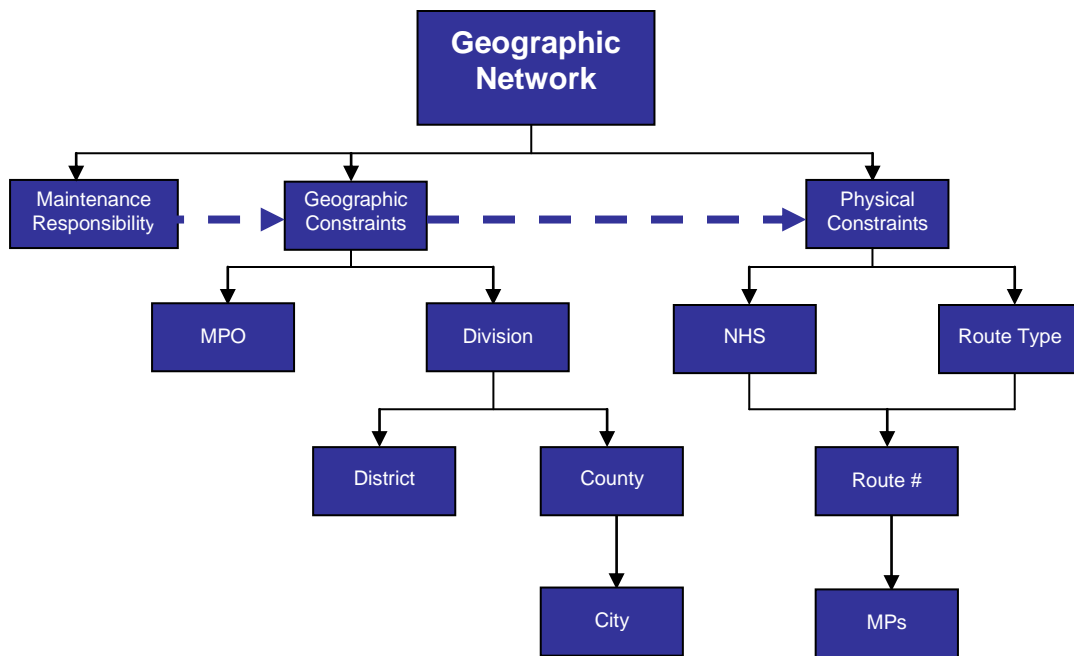 Geographic
Network
Maintenance
Responsibility
Geographic
Constraints
Physical
Constraints
MPO
Division
NHS
Route Type
District
County
Route #
City
MPs